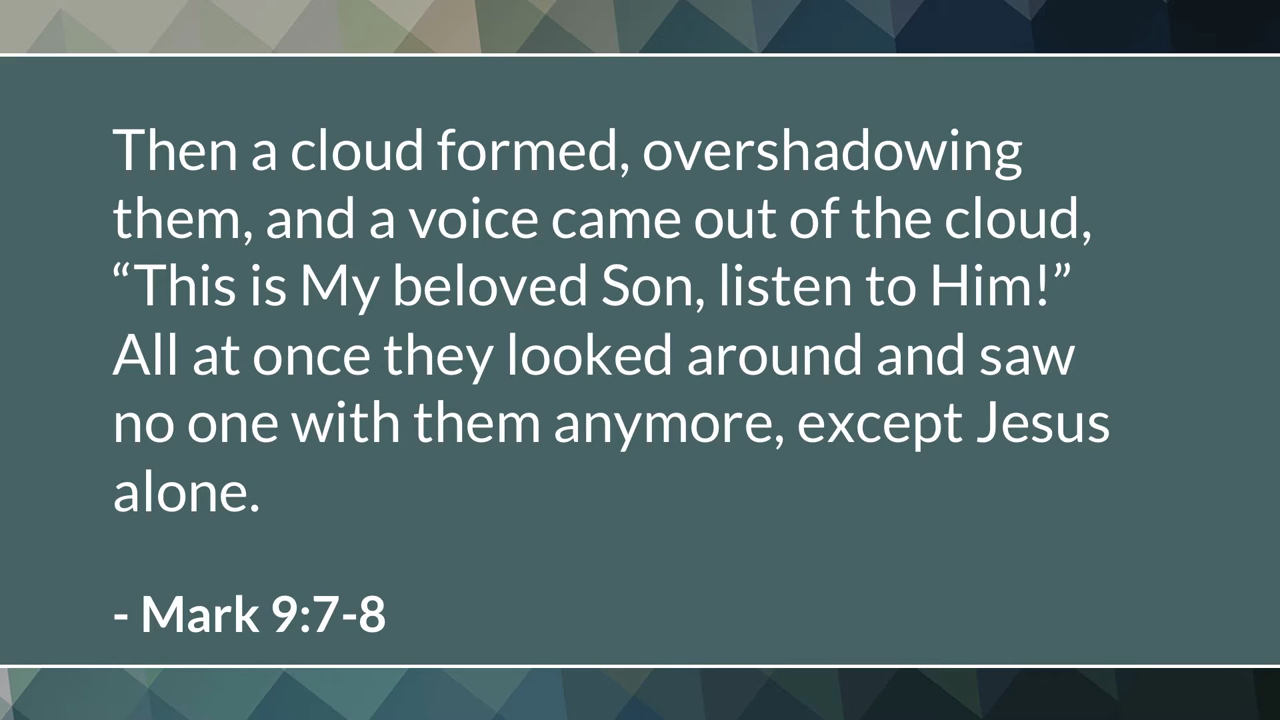 Then a cloud formed, overshadowing
them, and a voice came out of the cloud,
“This is My beloved Son, listen to Him!”
All at once they looked around and saw
no one with them anymore, except Jesus
alone.
- Mark 9:7-8